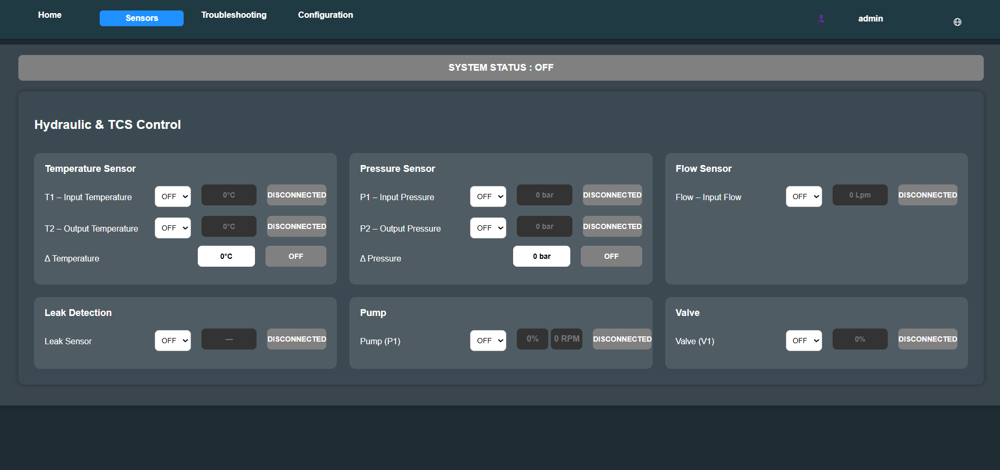 Home
Sensors
Troubleshooting
Configuration
admin
SYSTEM STATUS : OFF
Hydraulic & TCS Control
Temperature Sensor
T1 – Input Temperature OFF 0°C DISCONNECTED
T2 – Output Temperature OFF 0°C DISCONNECTED
Δ Temperature 0°C OFF
Pressure Sensor
P1 – Input Pressure OFF 0 bar DISCONNECTED
P2 – Output Pressure OFF 0 bar DISCONNECTED
Δ Pressure 0 bar OFF
Flow Sensor
Flow – Input Flow OFF 0 Lpm DISCONNECTED
Leak Detection
Leak Sensor OFF — DISCONNECTED
Pump
Pump (P1) OFF 0% 0 RPM DISCONNECTED
Valve
Valve (V1) OFF 0% DISCONNECTED